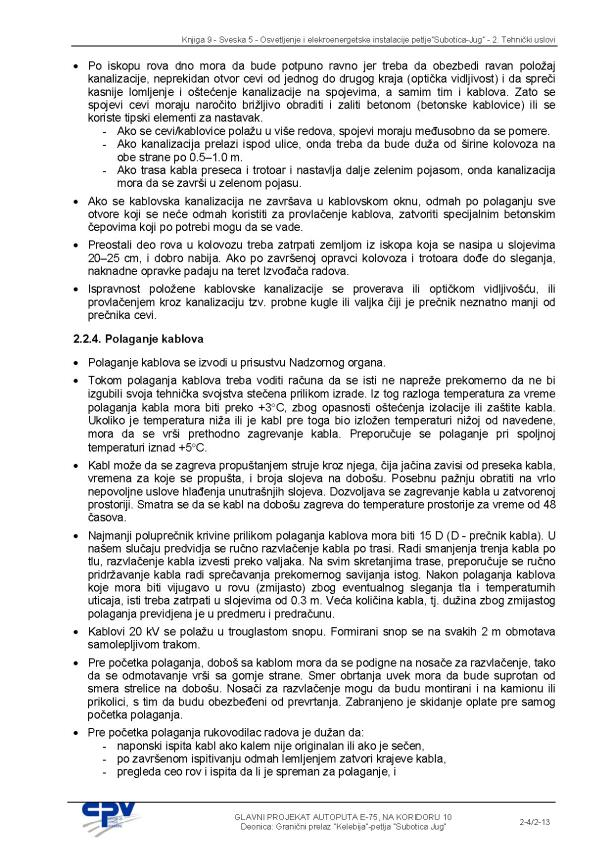 Knjiga 9 - Sveska 5 - Osvetljenje i elekroenergetske instalacije petlje"Subotica-Jug" - 2. Tehnički uslovi
• Po iskopu rova dno mora da bude potpuno ravno jer treba da obezbedi ravan položaj
kanalizacije, neprekidan otvor cevi od jednog do drugog kraja (optička vidljivost) i da spreči
kasnije lomljenje i oštećenje kanalizacije na spojevima, a samim tim i kablova. Zato se
spojevi cevi moraju naročito brižljivo obraditi i zaliti betonom (betonske kablovice) ili se
koriste tipski elementi za nastavak.
- Ako se cevi/kablovice polažu u više redova, spojevi moraju međusobno da se pomere.
- Ako kanalizacija prelazi ispod ulice, onda treba da bude duža od širine kolovoza na
obe strane po 0.5–1.0 m.
- Ako trasa kabla preseca i trotoar i nastavlja dalje zelenim pojasom, onda kanalizacija
mora da se završi u zelenom pojasu.
• Ako se kablovska kanalizacija ne završava u kablovskom oknu, odmah po polaganju sve
otvore koji se neće odmah koristiti za provlačenje kablova, zatvoriti specijalnim betonskim
čepovima koji po potrebi mogu da se vade.
• Preostali deo rova u kolovozu treba zatrpati zemljom iz iskopa koja se nasipa u slojevima
20–25 cm, i dobro nabija. Ako po završenoj opravci kolovoza i trotoara dođe do sleganja,
naknadne opravke padaju na teret Izvođača radova.
• Ispravnost položene kablovske kanalizacije se proverava ili optičkom vidljivošću, ili
provlačenjem kroz kanalizaciju tzv. probne kugle ili valjka čiji je prečnik neznatno manji od
prečnika cevi.
2.2.4. Polaganje kablova
• Polaganje kablova se izvodi u prisustvu Nadzornog organa.
• Tokom polaganja kablova treba voditi računa da se isti ne napreže prekomerno da ne bi
izgubili svoja tehnička svojstva stečena prilikom izrade. Iz tog razloga temperatura za vreme
polaganja kabla mora biti preko +3°C, zbog opasnosti oštećenja izolacije ili zaštite kabla.
Ukoliko je temperatura niža ili je kabl pre toga bio izložen temperaturi nižoj od navedene,
mora da se vrši prethodno zagrevanje kabla. Preporučuje se polaganje pri spoljnoj
temperaturi iznad +5°C.
• Kabl može da se zagreva propuštanjem struje kroz njega, čija jačina zavisi od preseka kabla,
vremena za koje se propušta, i broja slojeva na dobošu. Posebnu pažnju obratiti na vrlo
nepovoljne uslove hlađenja unutrašnjih slojeva. Dozvoljava se zagrevanje kabla u zatvorenoj
prostoriji. Smatra se da se kabl na dobošu zagreva do temperature prostorije za vreme od 48
časova.
• Najmanji poluprečnik krivine prilikom polaganja kablova mora biti 15 D (D - prečnik kabla). U
našem slučaju predvidja se ručno razvlačenje kabla po trasi. Radi smanjenja trenja kabla po
tlu, razvlačenje kabla izvesti preko valjaka. Na svim skretanjima trase, preporučuje se ručno
pridržavanje kabla radi sprečavanja prekomernog savijanja istog. Nakon polaganja kablova
koje mora biti vijugavo u rovu (zmijasto) zbog eventualnog sleganja tla i temperaturnih
uticaja, isti treba zatrpati u slojevima od 0.3 m. Veća količina kabla, tj. dužina zbog zmijastog
polaganja previdjena je u predmeru i predračunu.
• Kablovi 20 kV se polažu u trouglastom snopu. Formirani snop se na svakih 2 m obmotava
samolepljivom trakom.
• Pre početka polaganja, doboš sa kablom mora da se podigne na nosače za razvlačenje, tako
da se odmotavanje vrši sa gornje strane. Smer obrtanja uvek mora da bude suprotan od
smera strelice na dobošu. Nosači za razvlačenje mogu da budu montirani i na kamionu ili
prikolici, s tim da budu obezbeđeni od prevrtanja. Zabranjeno je skidanje oplate pre samog
početka polaganja.
• Pre početka polaganja rukovodilac radova je dužan da:
- naponski ispita kabl ako kalem nije originalan ili ako je sečen,
- po završenom ispitivanju odmah lemljenjem zatvori krajeve kabla,
- pregleda ceo rov i ispita da li je spreman za polaganje, i
CPV
GLAVNI PROJEKAT AUTOPUTA E-75, NA KORIDORU 10
Deonica: Granični prelaz "Kelebija"-petlja "Subotica Jug"
2-4/2-13